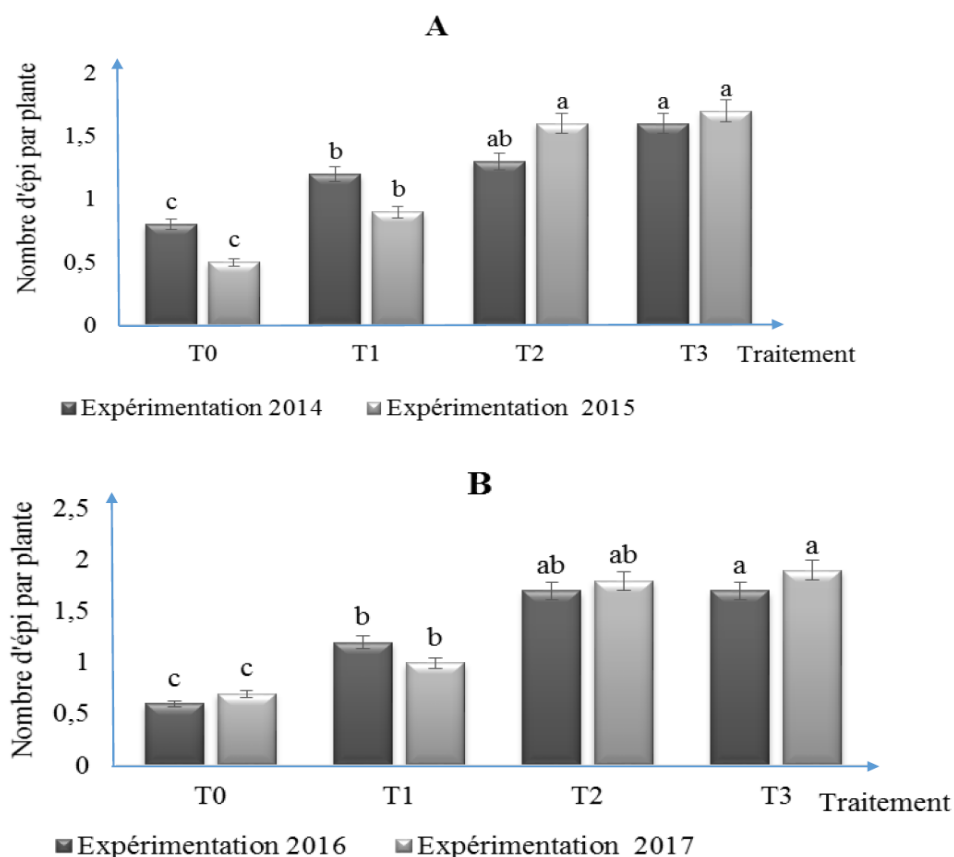 A
Nombre d'épi par plante
2
1,5
1
0,5
0
c
c
b
b
ab
a
a
a
T0
T1
T2
T3
Traitement
Expérimentation 2014
Expérimentation 2015
B
Nombre d'épi par plante
2,5
2
1,5
1
0,5
0
c
c
b
b
ab
ab
a
a
T0
T1
T2
T3
Traitement
Expérimentation 2016
Expérimentation 2017